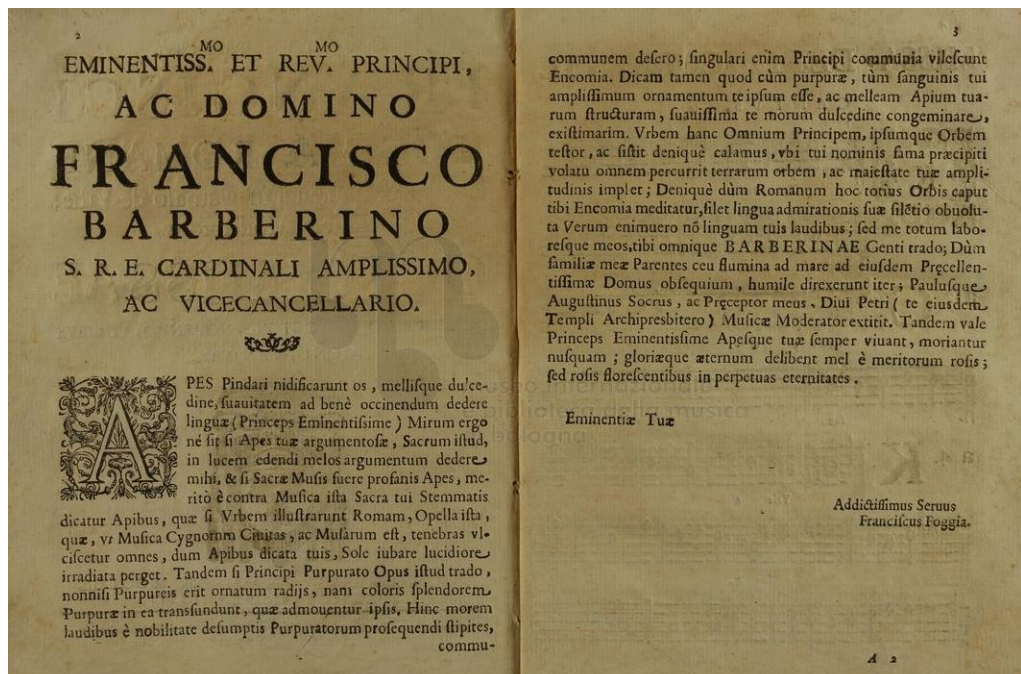 2
EMINENTISS.MO ET REV.MO PRINCIPI,
AC DOMINO
FRANCISCO
BARBERINO
S. R. E. CARDINALI AMPLISSIMO,
AC VICECANCELLARIO.
APES Pindari nidificarunt os, mellisque dulce-
dine, suauitatem ad benè occinendum dedere
linguæ (Princeps Eminentissime) Mirum ergo
nè sit si Apes tuæ argumentosæ, Sacrum istud,
in lucem edendi melos argumentum dedere
mihi, & si Sacræ Musis fuere profanis Apes, me-
ritò è contra Musica ista Sacra tui Stemmatis
dicatur Apibus, quæ si Vrbem illustrarunt Romam, Opella ista,
quæ, vt Musica Cygnorum Ciuitas, ac Musarum est, tenebras vl-
ciscetur omnes, dum Apibus dicata tuis, Sole iubare lucidiore
irradiata perget. Tandem si Principi Purpurato Opus istud trado,
nonnisi Purpureis erit ornatum radijs, nam coloris splendorem
Purpuræ in ea transfundunt, quæ admouentur ipsis, Hinc morem
laudibus è nobilitate desumptis Purpuratorum prosequendi stipites,
commu-
3
communem desero; singulari enim Principi communia vilescunt
Encomia. Dicam tamen quod cùm purpuræ, tùm sanguinis tui
amplissimum ornamentum te ipsum esse, ac melleam Apium tua-
rum structuram, suauissima te morum dulcedine congeminare,
existimarim. Vrbem hanc Omnium Principem, ipsumque Orbem
testor, ac sistit deniquè calamus, vbi tui nominis fama præcipiti
volatu omnem percurrit terrarum orbem, ac maiestate tuæ ampli-
tudinis implet; Deniquè dùm Romanum hoc totius Orbis caput
tibi Encomia meditatur, silet lingua admirationis suæ silẽtio obuolu-
ta Verum enimuero nõ linguam tuis laudibus; sed me totum labo-
resque meos, tibi omnique BARBERINAE Genti trado; Dùm
familiæ meæ Parentes ceu flumina ad mare ad eiusdem Pręcellen-
tissimæ Domus obsequium, humile direxerunt iter; Paulusque
Augustinus Socrus, ac Pręceptor meus, Diui Petri (te eiusdem
Templi Archipresbitero) Musicæ Moderator extitit. Tandem vale
Princeps Eminentissime Apesque tuæ semper viuant, moriantur
nusquam; gloriæque æternum delibent mel è meritorum rosis;
sed rosis florescentibus in perpetuas eternitates.
Eminentiæ Tuæ
Addictissimus Seruus
Franciscus Foggia.
A 2